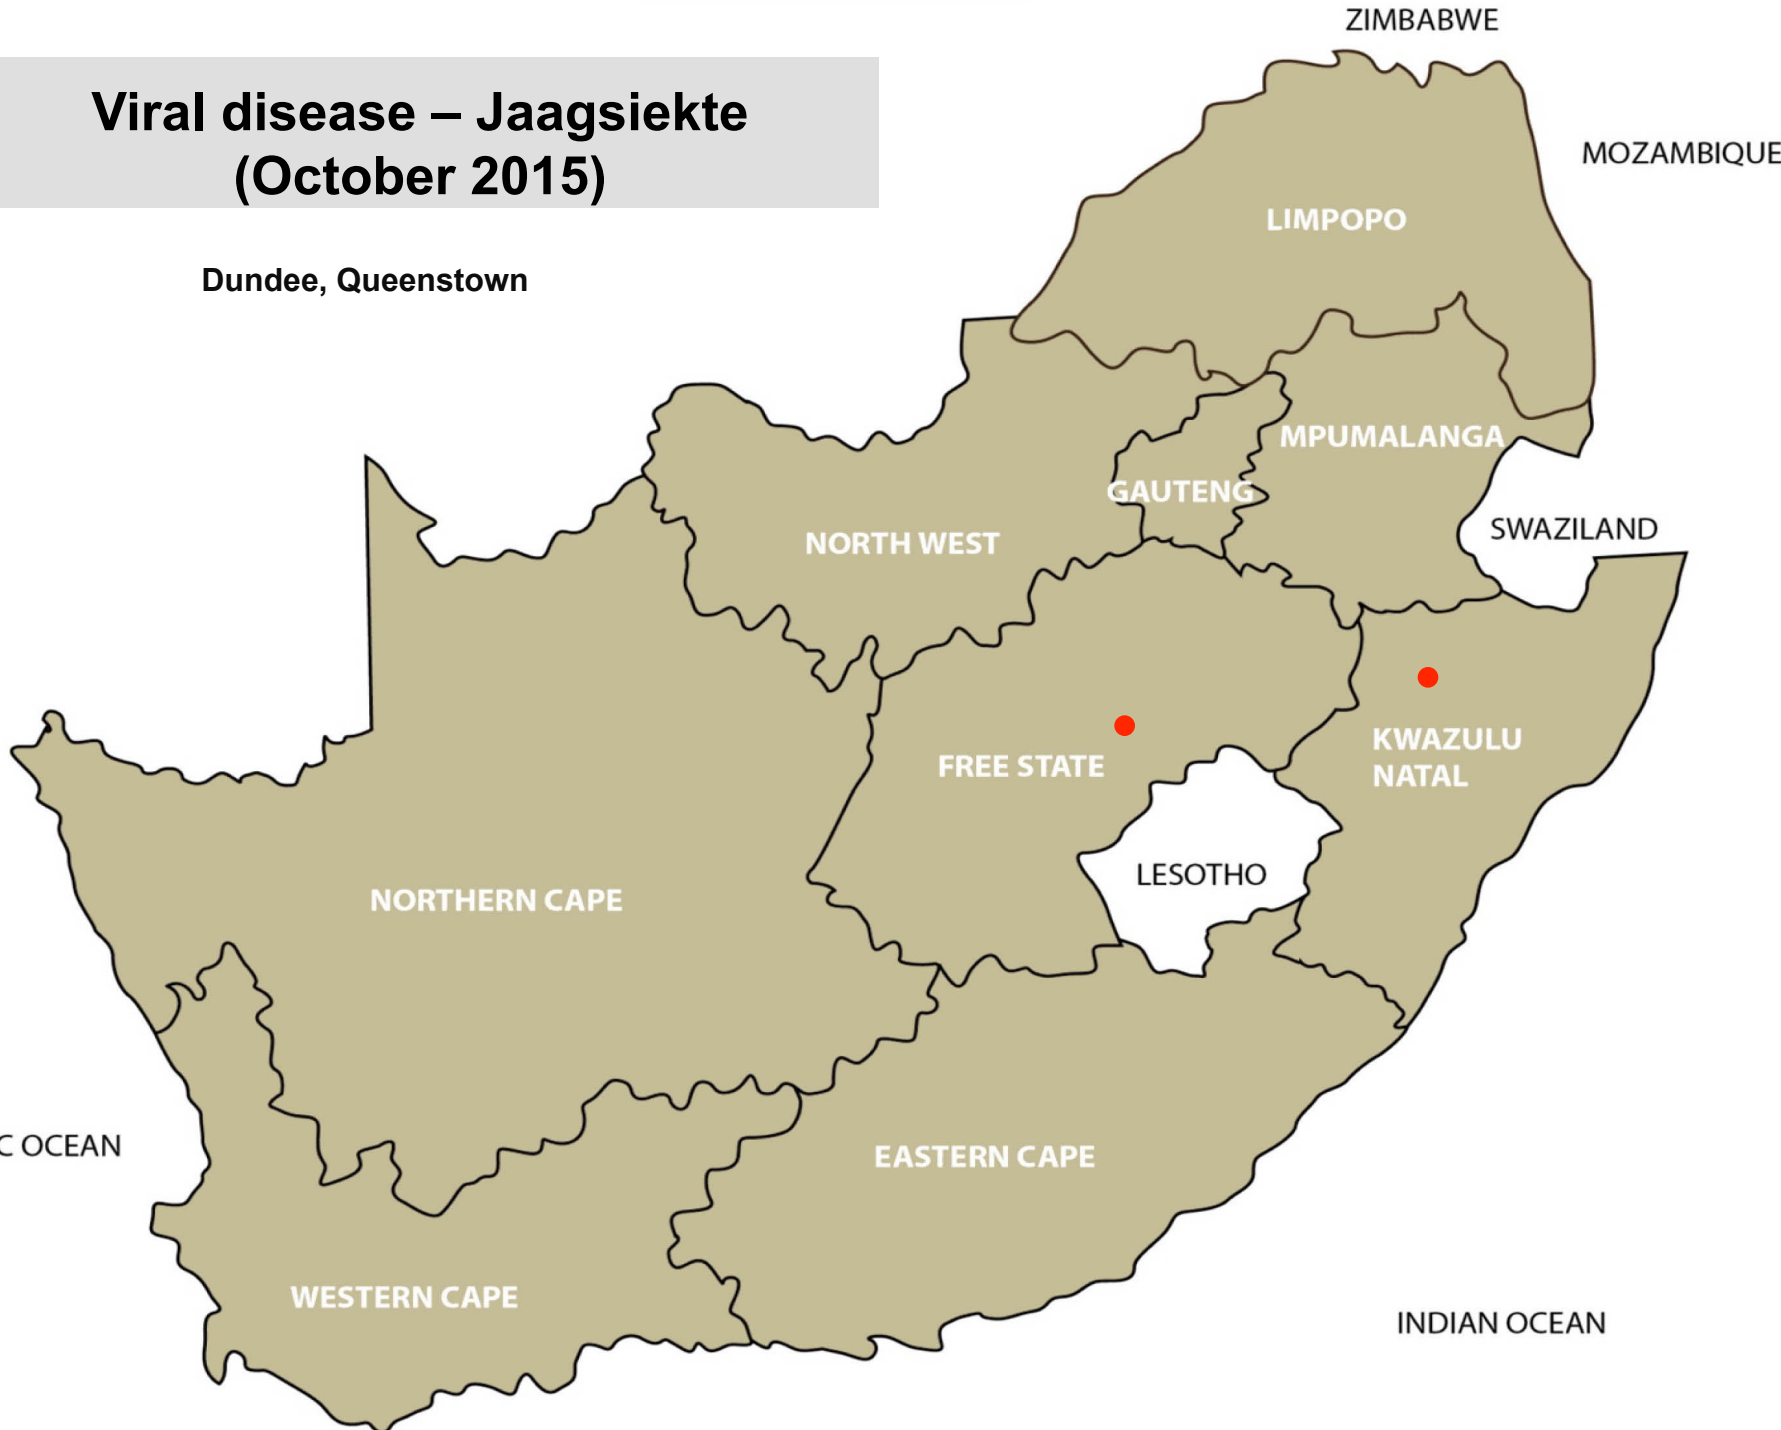 ZIMBABWE
Viral disease – Jaagsiekte
(October 2015)
MOZAMBIQUE
LIMPOPO
Dundee, Queenstown
MPUMALANGA
GAUTENG
NORTH WEST
SWAZILAND
KWAZULU
NATAL
FREE STATE
LESOTHO
NORTHERN CAPE
C OCEAN
EASTERN CAPE
WESTERN CAPE
INDIAN OCEAN